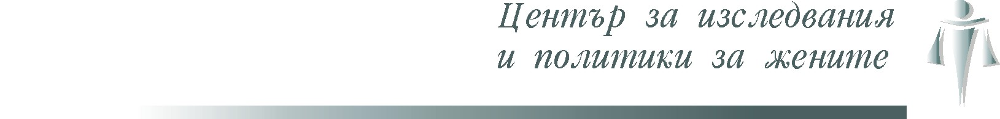 Център за изследвания
и политики за жените